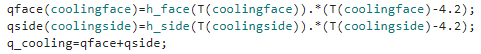 qface(coolingface)=h_face(T(coolingface)).*(T(coolingface)-4.2);
qside(coolingside)=h_side(T(coolingside)).*(T(coolingside)-4.2);
q_cooling=qface+qside;